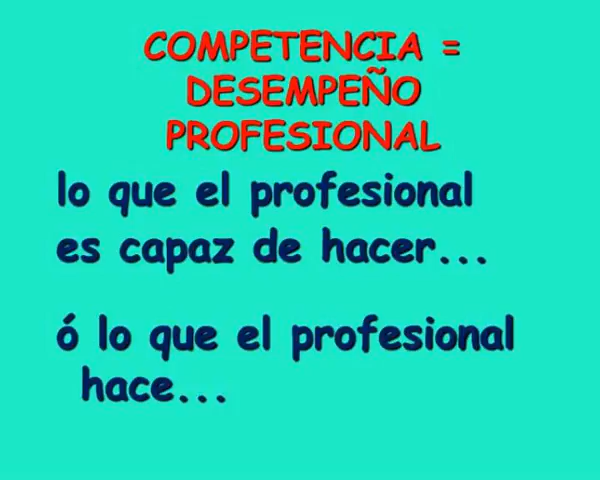 COMPETENCIA =
DESEMPEÑO
PROFESIONAL
lo que el profesional
es capaz de hacer...
ó lo que el profesional
hace...